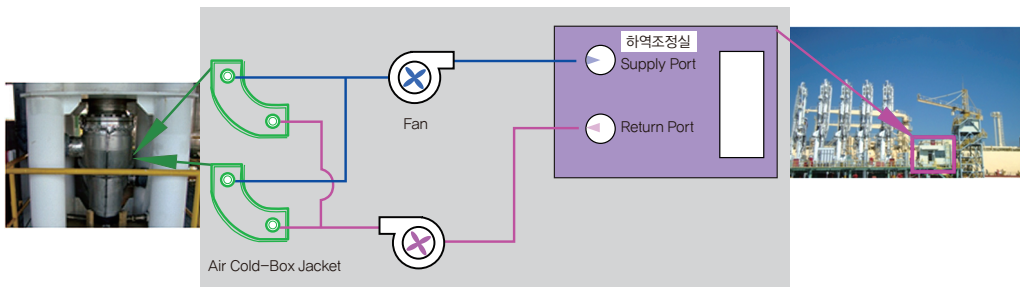 하역조정실
Supply Port
Fan
Return Port
Air Cold-Box Jacket